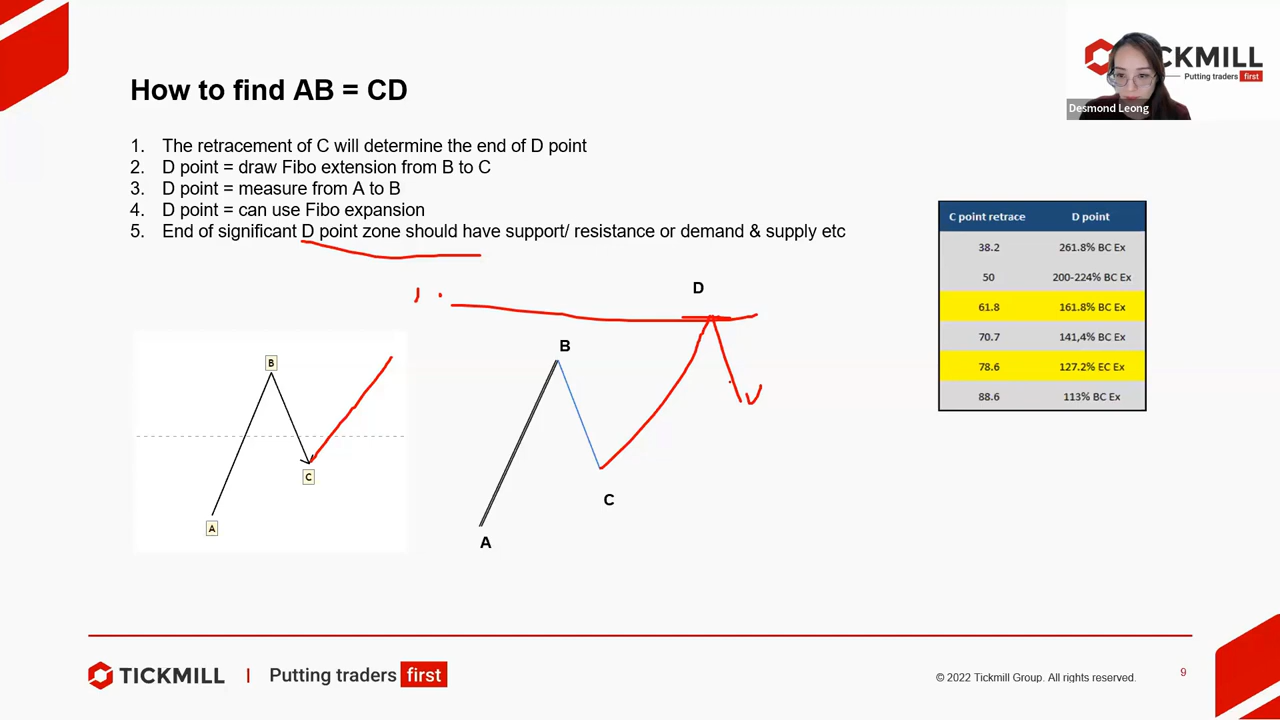 TICKMILL
Putting traders first
Desmond Leong
How to find AB = CD
1. The retracement of C will determine the end of D point
2. D point = draw Fibo extension from B to C
3. D point = measure from A to B
4. D point = can use Fibo expansion
5. End of significant D point zone should have support/ resistance or demand & supply etc
C point retrace D point
38.2 261.8% BC Ex
50 200-224% BC Ex
61.8 161.8% BC Ex
70.7 141,4% BC Ex
78.6 127.2% EC Ex
88.6 113% BC Ex
B
C
A
D
B
C
A
TICKMILL | Putting traders first
© 2022 Tickmill Group. All rights reserved.
9